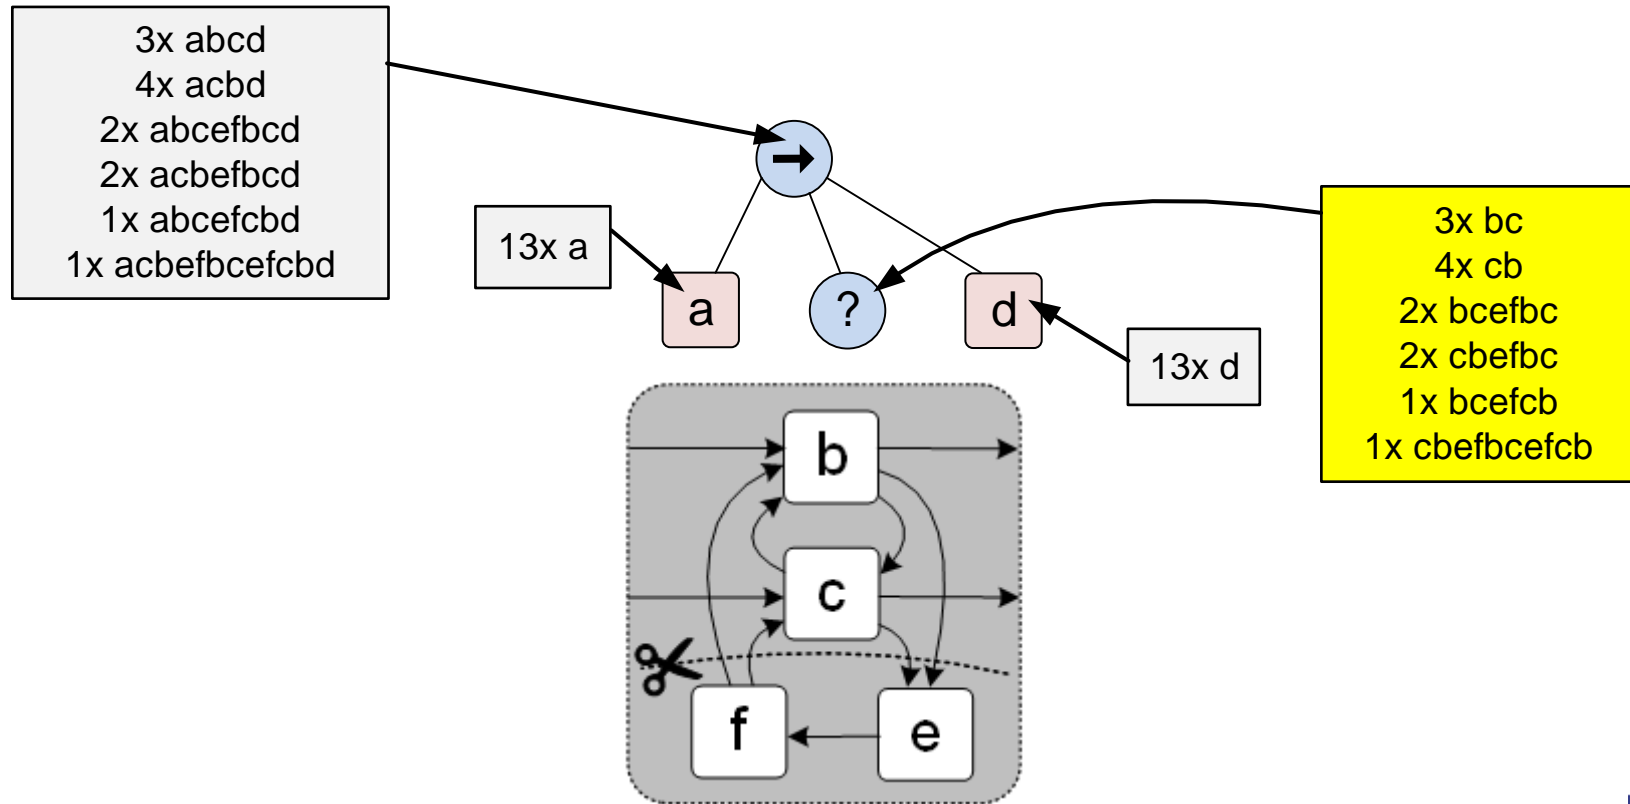 3x abcd
4x acbd
2x abcefbcd
2x acbefbcd
1x abcefcbd
1x acbefbcefcbd
13x a
a
?
d
13x d
3x bc
4x cb
2x bcefbc
2x cbefbc
1x bcefcb
1x cbefbcefcb
b
c
f
e